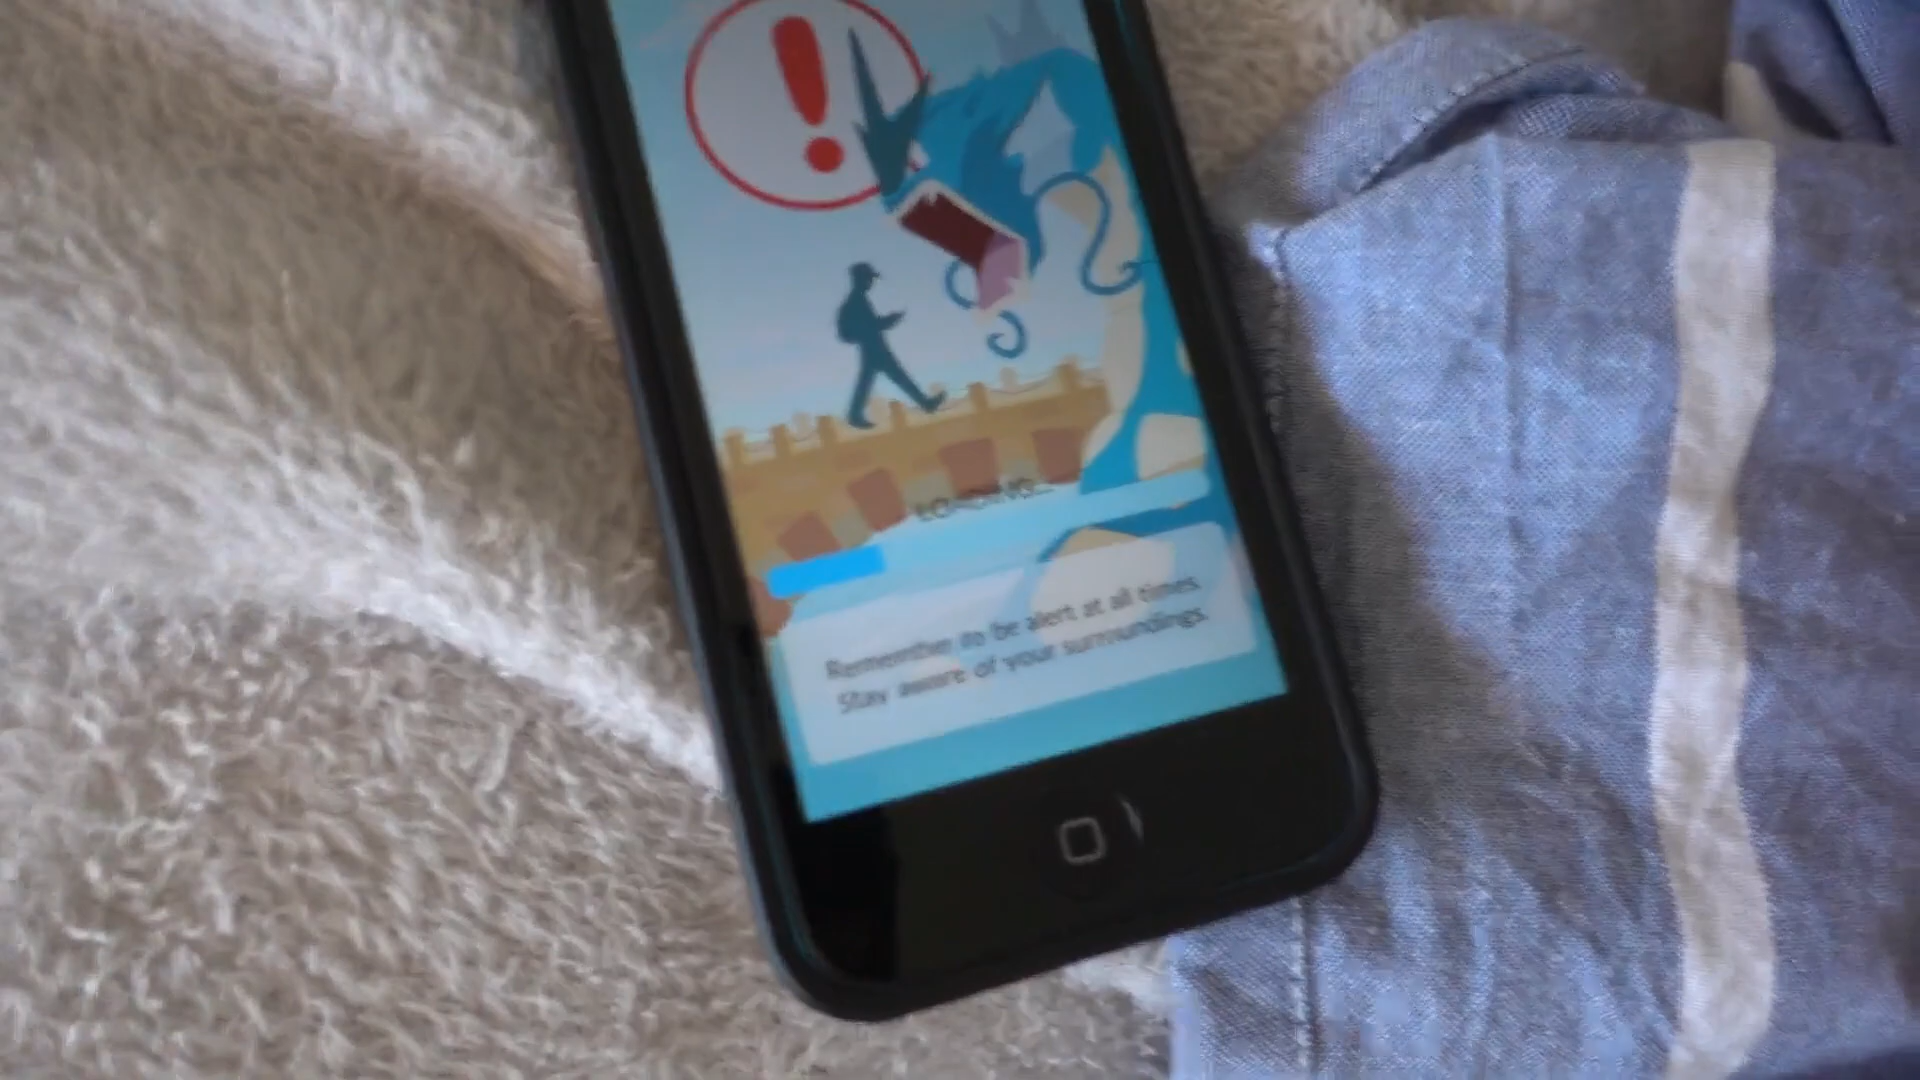 LOADING...
Remember to be alert at all times.
Stay aware of your surroundings.